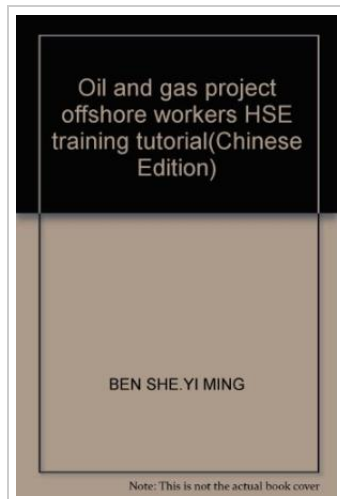 Oil and gas project
offshore workers HSE
training tutorial(Chinese
Edition)
BEN SHE.YI MING
Note: This is not the actual book cover